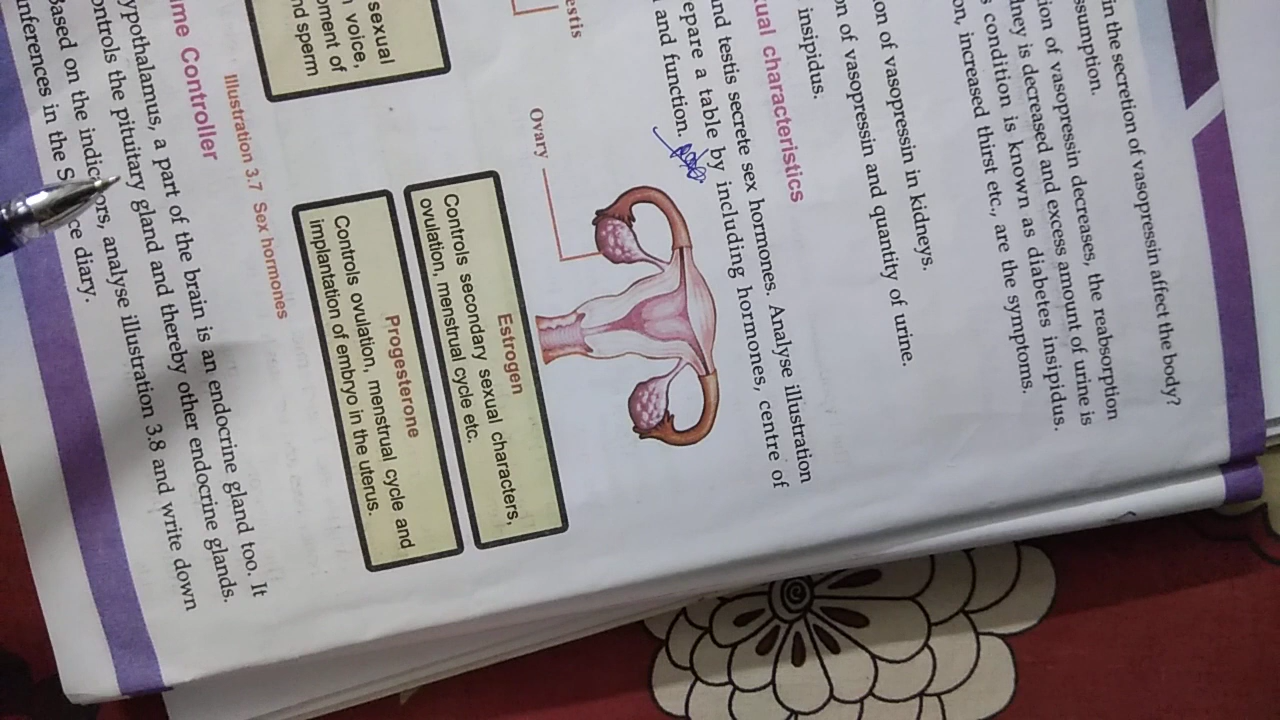 in the secretion of vasopressin affect the body?
ssumption.
ion of vasopressin decreases, the reabsorption
dney is decreased and excess amount of urine is
s condition is known as diabetes insipidus.
on, increased thirst etc., are the symptoms.
on of vasopressin in kidneys.
on of vasopressin and quantity of urine.
insipidus.
ual characteristics
nd testis secrete sex hormones. Analyse illustration
epare a table by including hormones, centre of
and function.
estis
Ovary
sexual
voice,
pment of
nd sperm
Estrogen
Controls secondary sexual characters,
ovulation, menstrual cycle etc.
Progesterone
Controls ovulation, menstrual cycle and
implantation of embryo in the uterus.
Illustration 3.7 Sex hormones
me Controller
ypothalamus, a part of the brain is an endocrine gland too. It
ontrols the pituitary gland and thereby other endocrine glands.
Based on the indic ors, analyse illustration 3.8 and write down
nferences in the S ce diary.